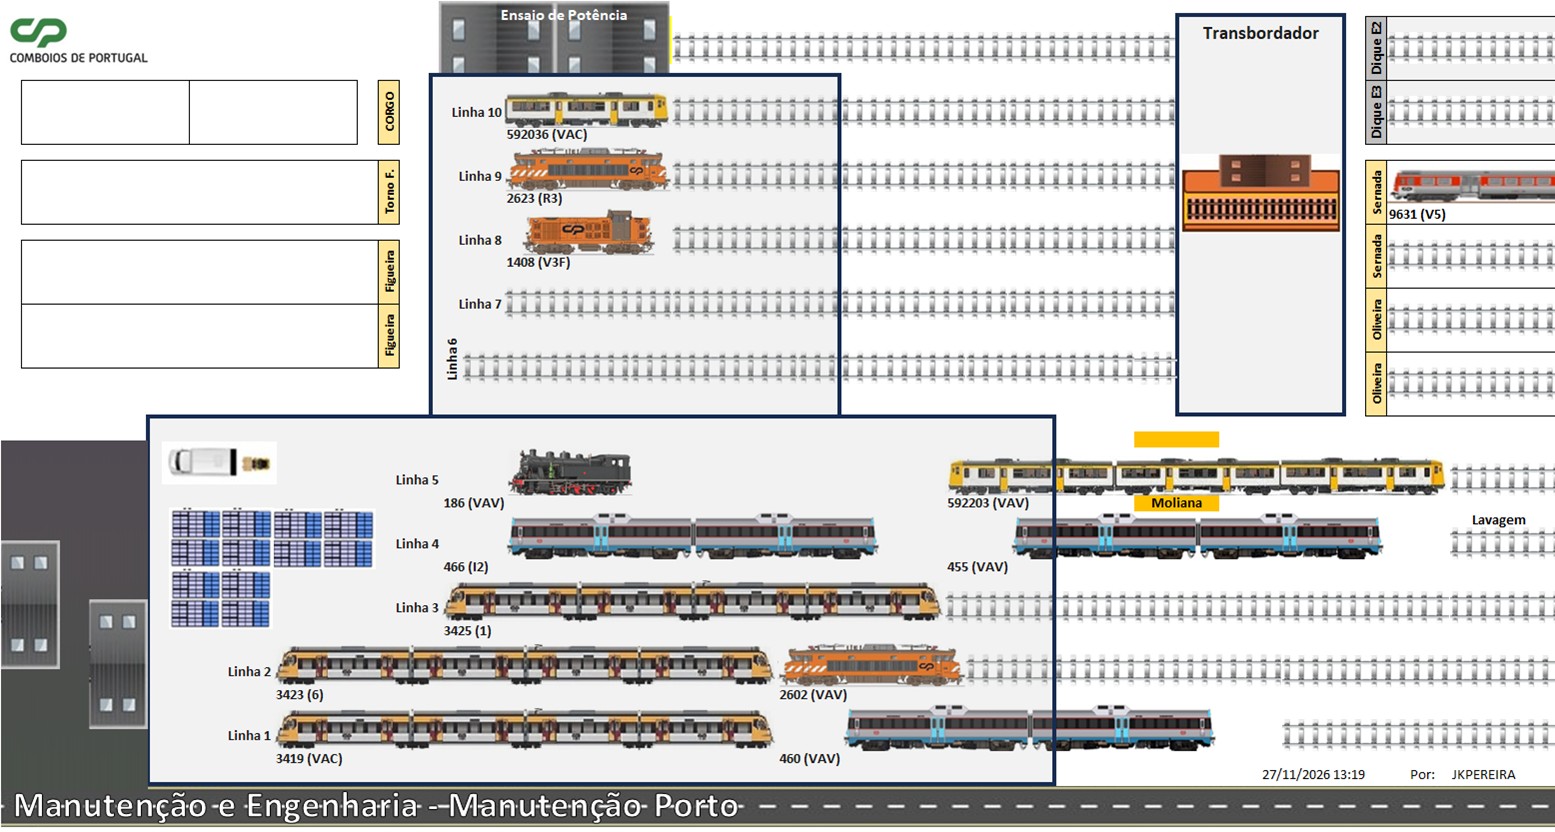 Ensaio de Potência
CP
COMBOIOS DE PORTUGAL
Transbordador
Dique E2
Dique E3
CORGO
Linha 10
592036 (VAC)
Torno F.
Linha 9
2623 (R3)
Sernada
9631 (V5)
Linha 8
1408 (V3F)
Sernada
Figueira
Linha 7
Oliveira
Figueira
Linha 6
Oliveira
Linha 5
186 (VAV)
592203 (VAV)
Moliana
Lavagem
Linha 4
466 (I2)
455 (VAV)
Linha 3
3425 (1)
Linha 2
3423 (6)
2602 (VAV)
Linha 1
3419 (VAC)
460 (VAV)
27/11/2026 13:19 Por: JKPEREIRA
Manutenção e Engenharia - Manutenção Porto